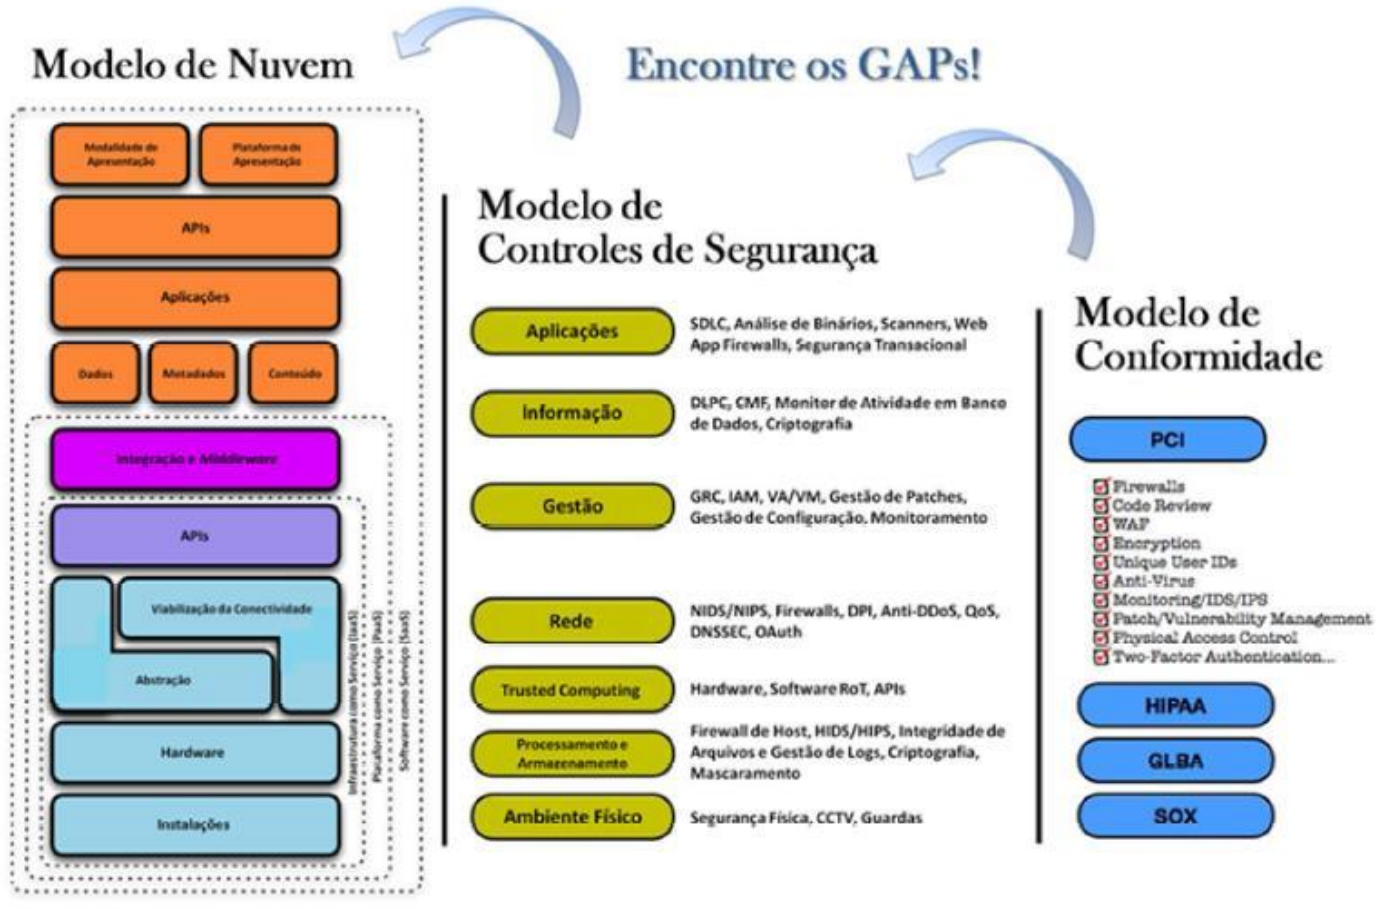 Modelo de Nuvem
Encontre os GAPs!
Modalidade de
Apresentação
Plataforma de
Apresentação
APIs
Aplicações
Dados
Metadados
Conteúdo
Integração e Middleware
APIs
Viabilização da Conectividade
Abstração
Hardware
Instalações
Infraestrutura como Serviço (IaaS)
Plataforma como Serviço (PaaS)
Software como Serviço (SaaS)
Modelo de
Controles de Segurança
Aplicações
SDLC, Análise de Binários, Scanners, Web
App Firewalls, Segurança Transacional
Informação
DLPC, CMF, Monitor de Atividade em Banco
de Dados, Criptografia
Gestão
GRC, IAM, VA/VM, Gestão de Patches,
Gestão de Configuração. Monitoramento
Rede
NIDS/NIPS, Firewalls, DPI, Anti-DDoS, QoS,
DNSSEC, OAuth
Trusted Computing
Hardware, Software RoT, APIs
Processamento e
Armazenamento
Firewall de Host, HIDS/HIPS, Integridade de
Arquivos e Gestão de Logs, Criptografia,
Mascaramento
Ambiente Físico
Segurança Física, CCTV, Guardas
Modelo de
Conformidade
PCI
Firewalls
Code Review
WAF
Encryption
Unique User IDs
Anti-Virus
Monitoring/IDS/IPS
Patch/Vulnerability Management
Physical Access Control
Two-Factor Authentication...
HIPAA
GLBA
SOX